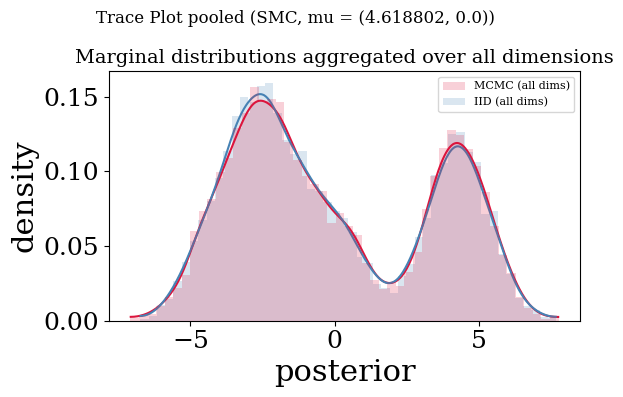 Trace Plot pooled (SMC, mu = (4.618802, 0.0))
Marginal distributions aggregated over all dimensions
MCMC (all dims)
IID (all dims)
0.15
0.10
0.05
0.00
density
−5
0
5
posterior